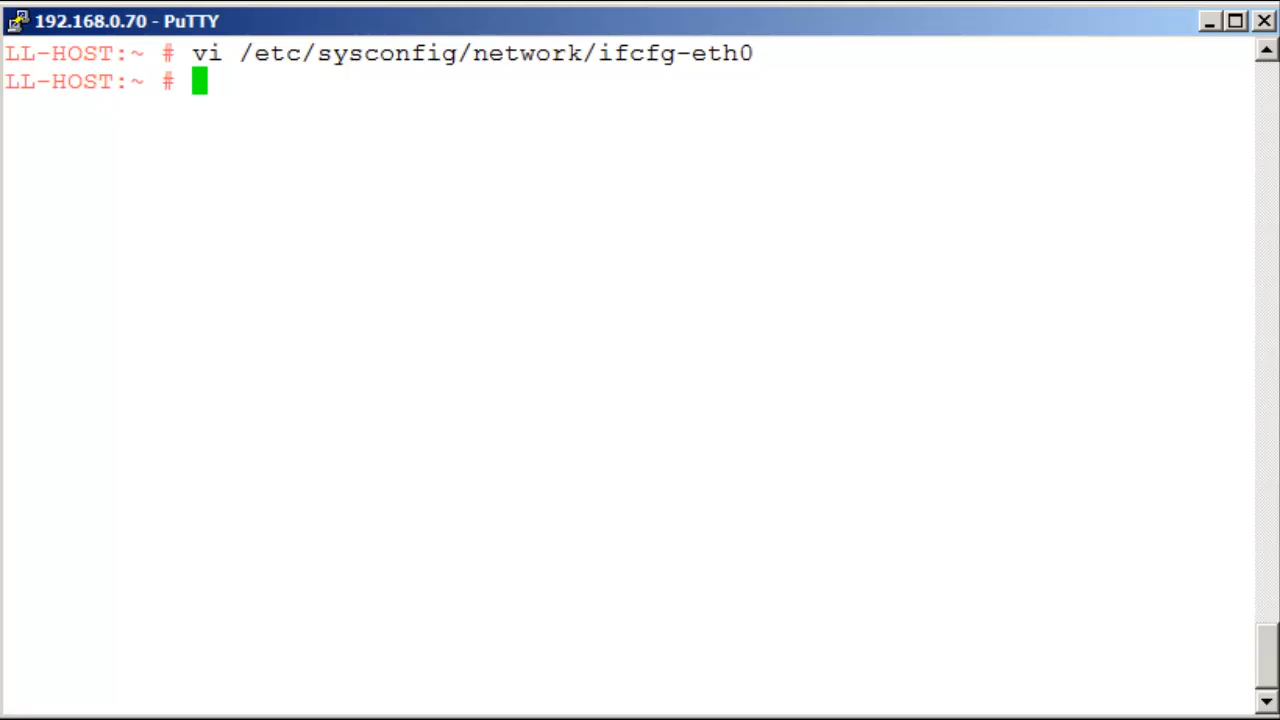 192.168.0.70 - PuTTY
LL-HOST:~ # vi /etc/sysconfig/network/ifcfg-eth0
LL-HOST:~ #